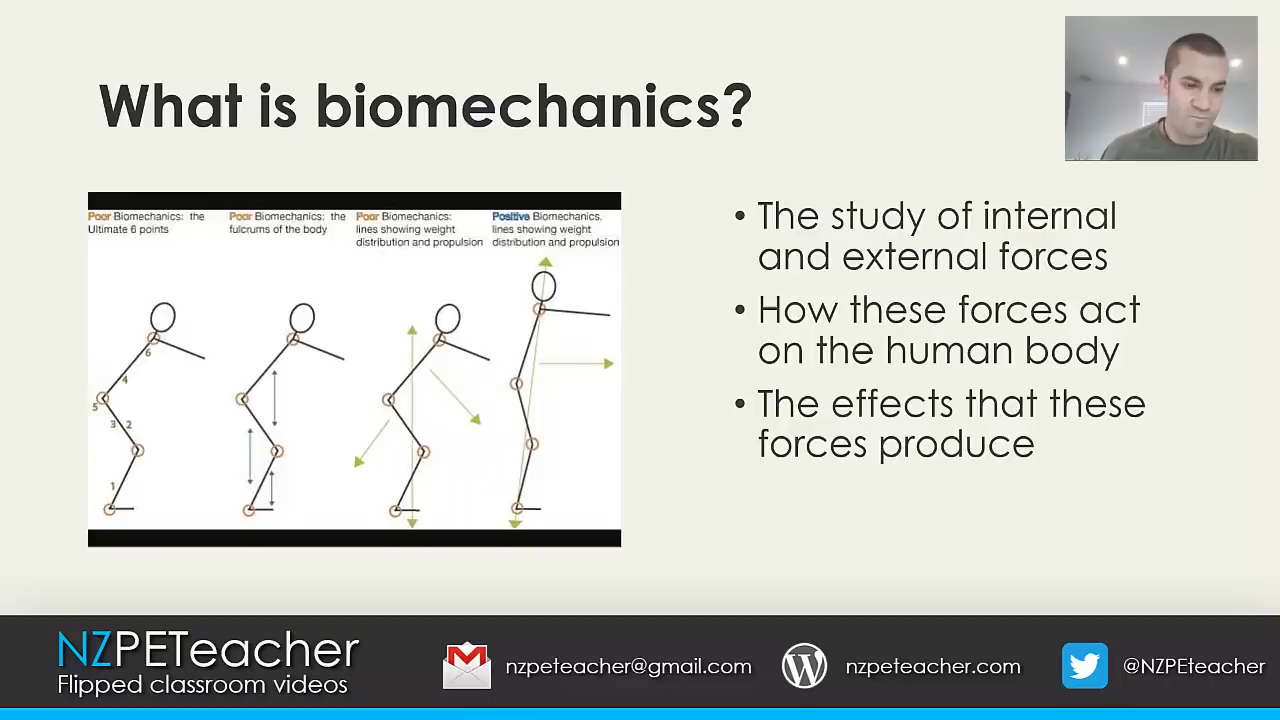 What is biomechanics?
Poor Biomechanics: the
Ultimate 6 points
Poor Biomechanics: the
fulcrums of the body
Poor Biomechanics:
lines showing weight
distribution and propulsion
Positive Biomechanics,
lines showing weight
distribution and propulsion
6
4
5
3 2
1
• The study of internal
and external forces
• How these forces act
on the human body
• The effects that these
forces produce
NZPETeacher
Flipped classroom videos
nzpeteacher@gmail.com
nzpeteacher.com
@NZPEteacher